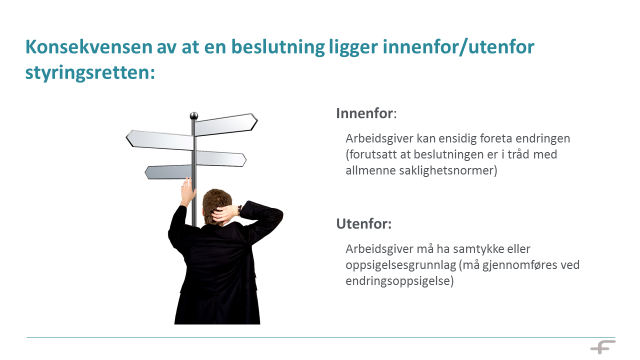 Konsekvensen av at en beslutning ligger innenfor/utenfor
styringsretten:
Innenfor:
Arbeidsgiver kan ensidig foreta endringen
(forutsatt at beslutningen er i tråd med
allmenne saklighetsnormer)
Utenfor:
Arbeidsgiver må ha samtykke eller
oppsigelsesgrunnlag (må gjennomføres ved
endringsoppsigelse)